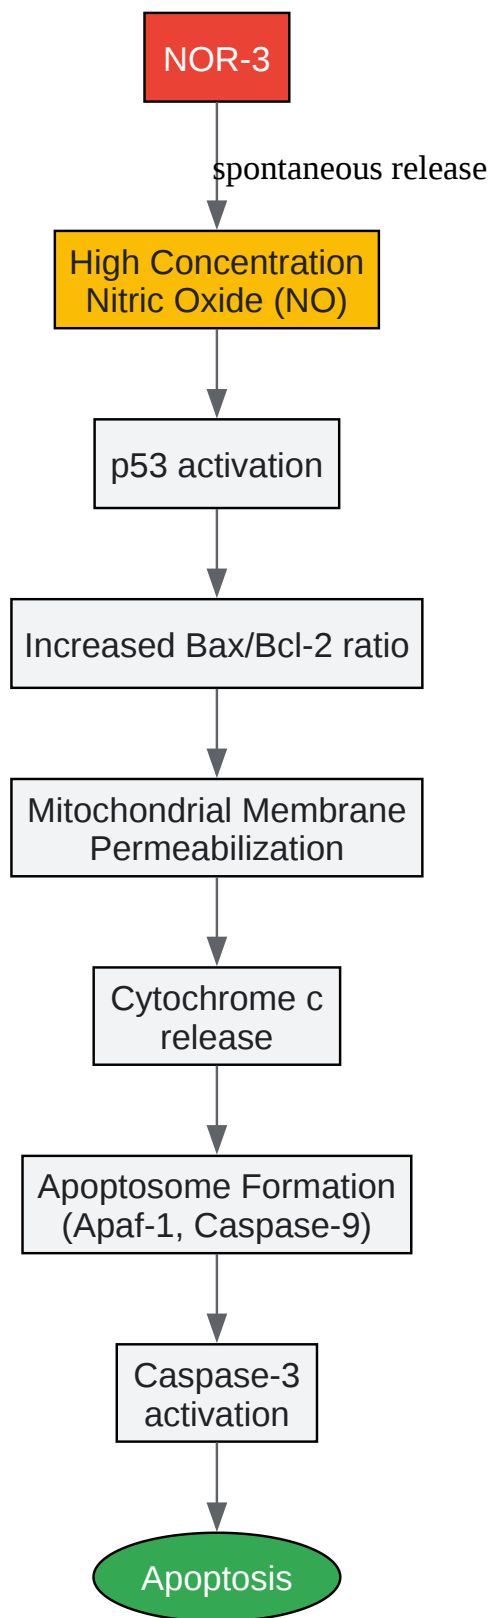 NOR-3
spontaneous release
High Concentration
Nitric Oxide (NO)
p53 activation
Increased Bax/Bcl-2 ratio
Mitochondrial Membrane
Permeabilization
Cytochrome c
release
Apoptosome Formation
(Apaf-1, Caspase-9)
Caspase-3
activation
Apoptosis